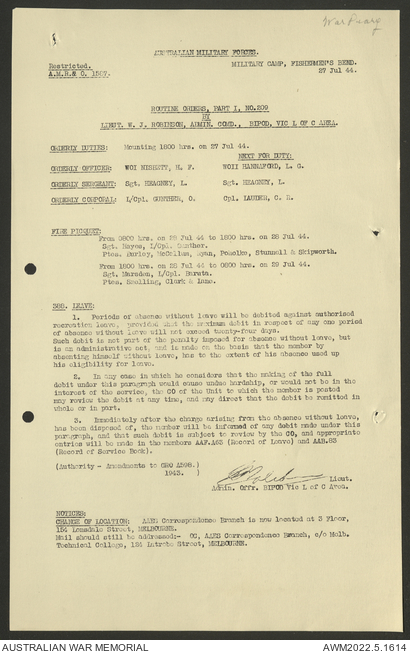 War Diary
AUSTRALIAN MILITARY FORCES.
Restricted.
MILITARY CAMP, FISHERMEN'S BEND.
A.M.R.& O. 1507.
27 Jul 44.
ROUTINE ORDERS, PART I, NO.209
BY
LIEUT. W. J. ROBINSON, ADMIN. COMD., BIPOD, VIC L OF C AREA.
ORDERLY DUTIES: Mounting 1800 hrs. on 27 Jul 44.
NEXT FOR DUTY:
ORDERLY OFFICER: WOI NISBETT, H. F. WOII HANNAFORD, L. G.
ORDERLY SERGEANT: Sgt. HEAGNEY, L. Sgt. HEAGNEY, L.
ORDERLY CORPORAL: L/Cpl. GUNTHER, O. Cpl. C. R.
FIRE PICQUET:
From 0800 hrs. on 28 Jul 44 to 1800 hrs. on 28 Jul 44.
Sgt. Hayes, L/Cpl. Gunther.
Ptes. Hurley, McCallum, Ryan, Stunnell & Skipworth.
From 1800 hrs. on 28 Jul 44 to 0800 hrs. on 29 Jul 44.
Sgt. Marsden, L/Cpl.
Ptes. Snelling, Clark & Lane.
LEAVE:
1. Periods of absence without leave will be debited against authorised
recreation leave, provided that the maximum debit in respect of any one period
of absence without leave will not exceed twenty-four days.
Such debit is not part of the penalty imposed for absence without leave, but
is an administrative act, and is made on the basis that the member by
absenting himself without leave, has to the extent of his absence used up
his eligibility for leave.
2. In any case in which he considers that the making of the full
debit under this paragraph would cause undue hardship, or would not be in the
interest of the service, the CO of the Unit to which the member is posted
may review the debit at any time, and may direct that the debit be remitted in
whole or in part.
3. Immediately after the charge arising from the absence without leave,
has been disposed of, the member will be informed of any debit made under this
paragraph, and that such debit is subject to review by the CO, and appropriate
entries will be made in the members AAF.A63 (Record of Leave) and AAB.83
(Record of Service Book).
(Authority - Amendments to GRO A298.)
1943. )
Lieut.
Admin. Offr. BIPOD Vic L of C Area.
NOTICES:
CHANGE OF LOCATION: AAES Correspondence Branch is now located at 3 Floor,
154 Lonsdale Street, MELBOURNE.
Mail should still be addressed:- OC, AAES Correspondence Branch, c/o Melb.
Technical College, 124 Latrobe Street, MELBOURNE.
AUSTRALIAN WAR MEMORIAL
AWM2022.5.1614